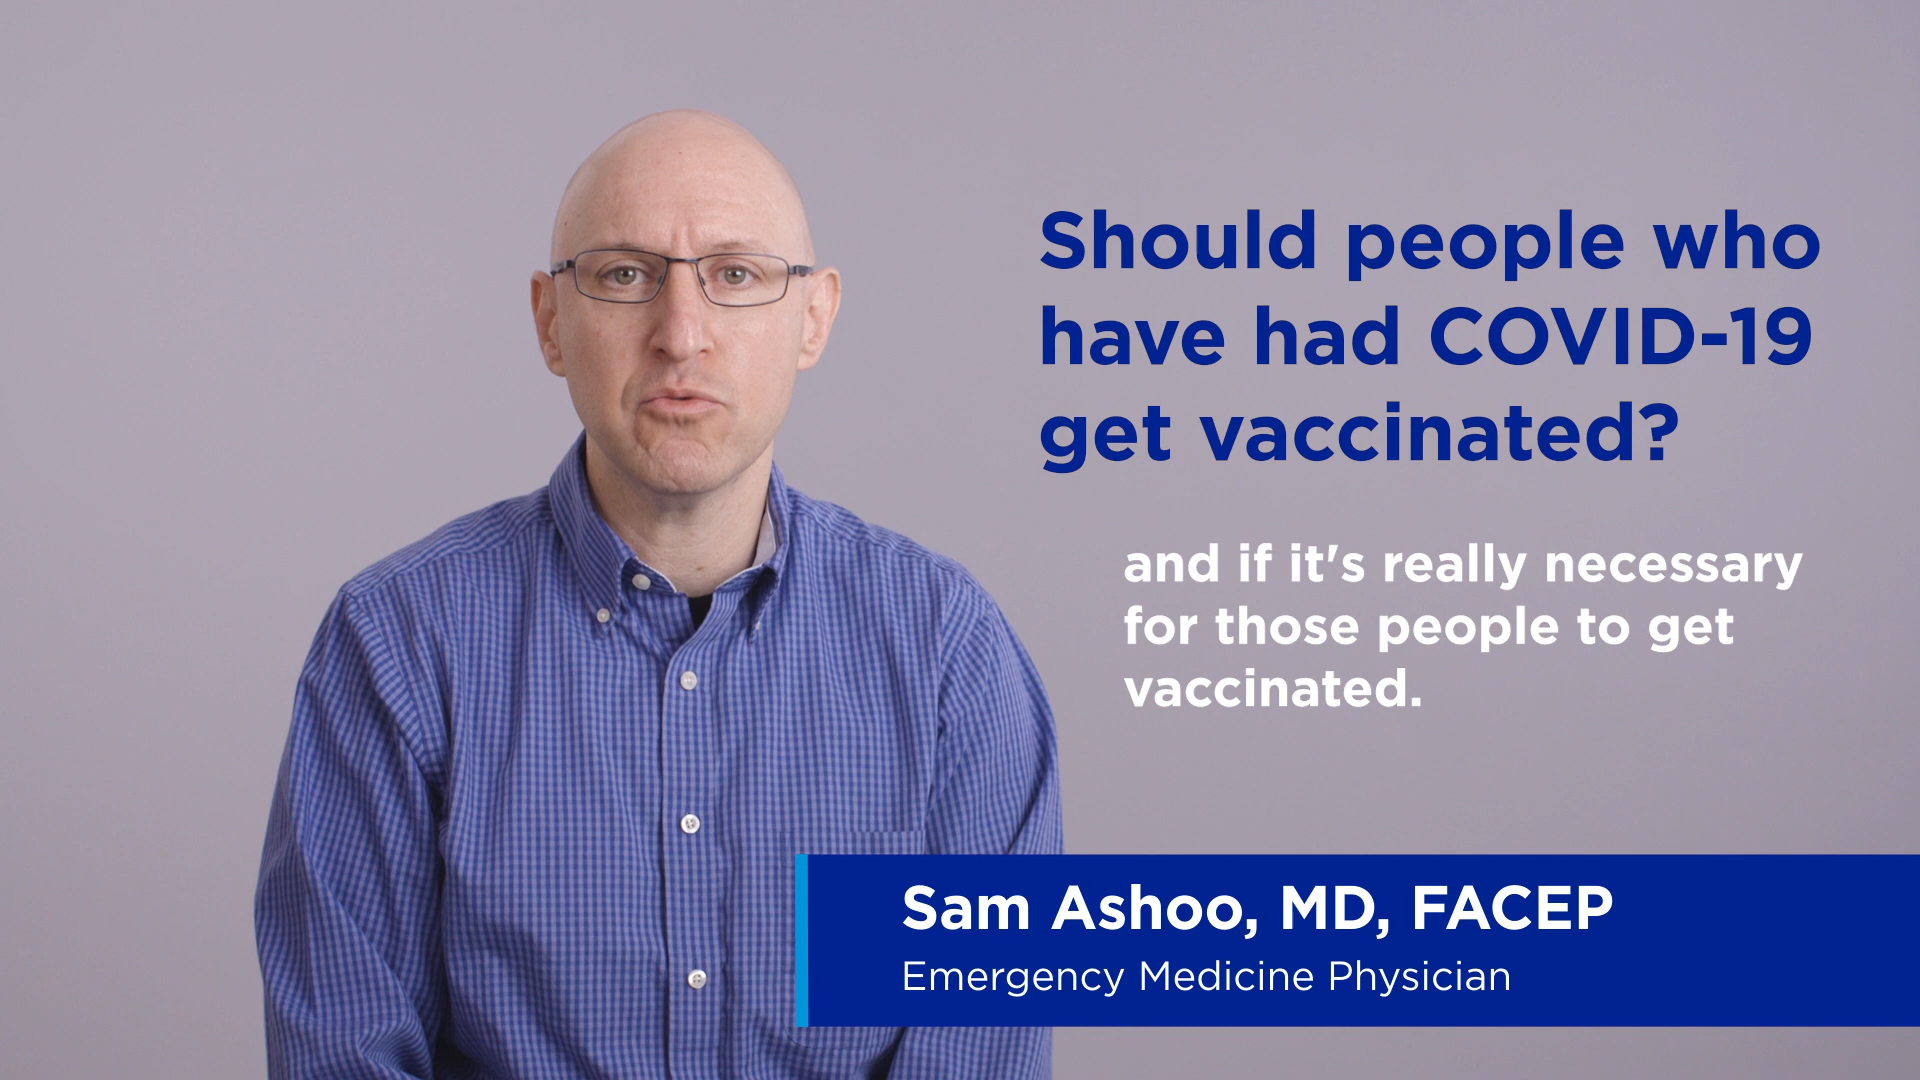 Should people who
have had COVID-19
get vaccinated?
and if it's really necessary
for those people to get
vaccinated.
Sam Ashoo, MD, FACEP
Emergency Medicine Physician